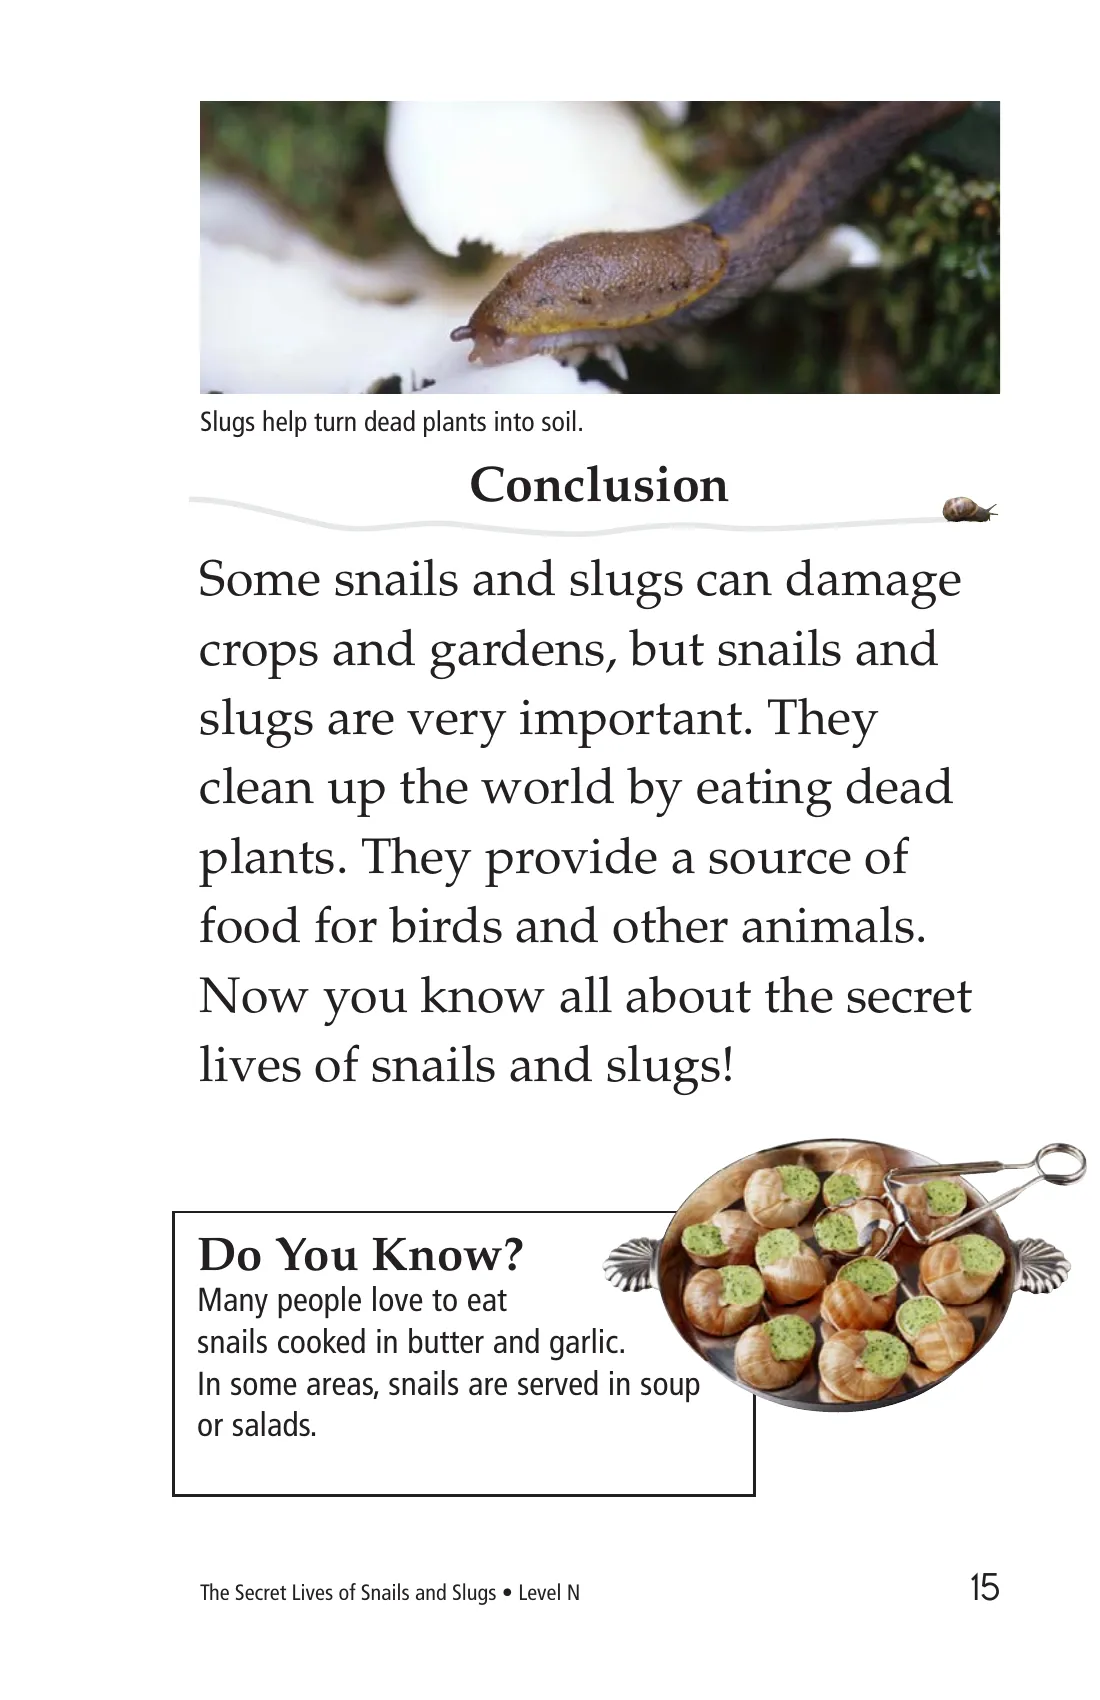 Slugs help turn dead plants into soil.
Conclusion
Some snails and slugs can damage
crops and gardens, but snails and
slugs are very important. They
clean up the world by eating dead
plants. They provide a source of
food for birds and other animals.
Now you know all about the secret
lives of snails and slugs!
Do You Know?
Many people love to eat
snails cooked in butter and garlic.
In some areas, snails are served in soup
or salads.
The Secret Lives of Snails and Slugs • Level N
15